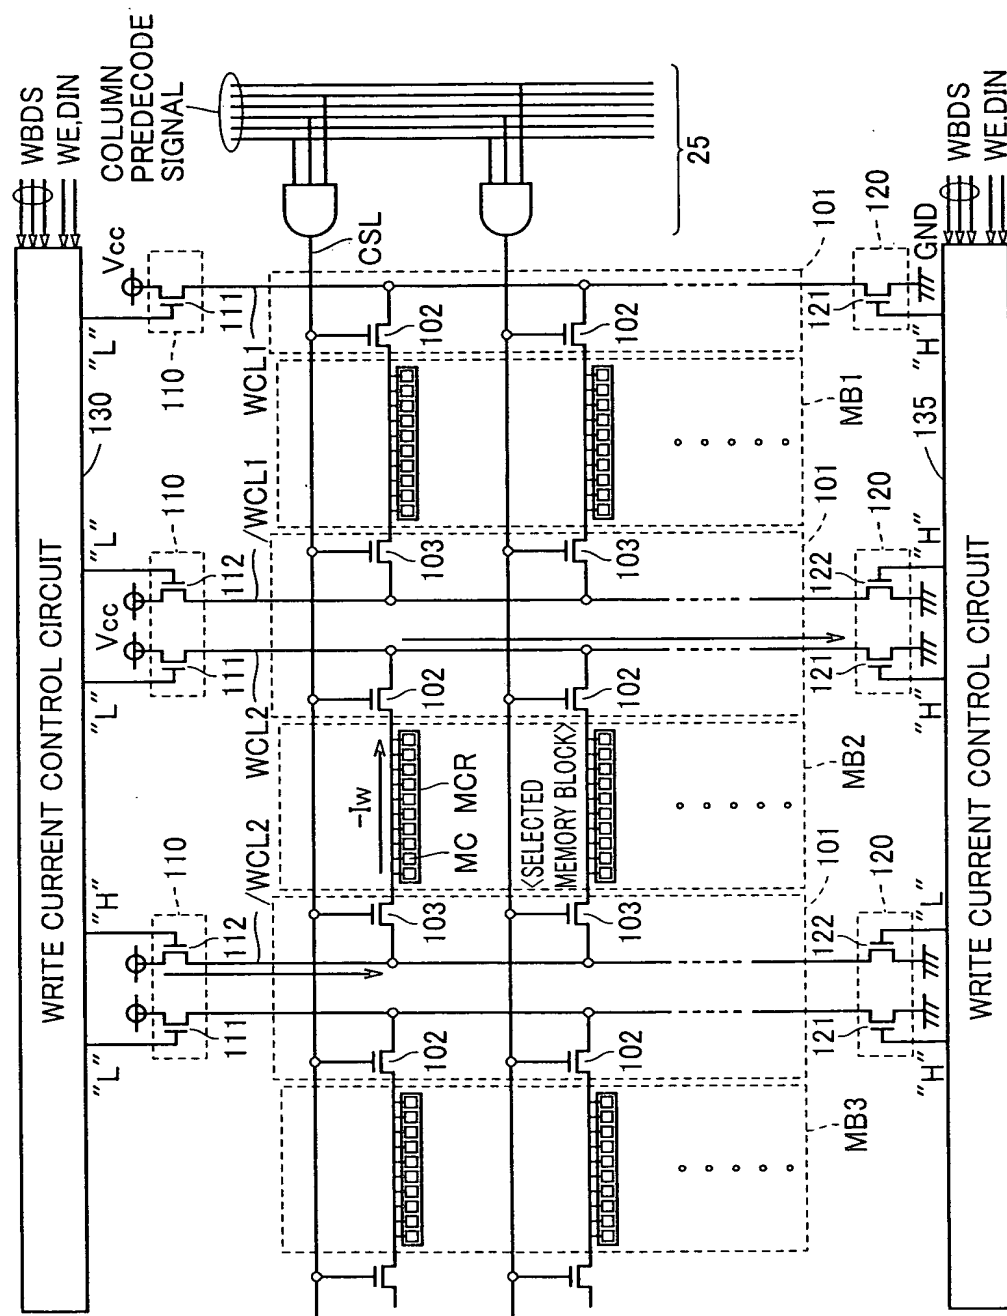 WRITE CURRENT CONTROL CIRCUIT
130
WBDS
WE,DIN
COLUMN
PREDECODE
SIGNAL
"L"
"H"
"L"
"L"
"L"
Vcc
Vcc
110
110
110
111
112
111
112
111
WCL2
WCL2
WCL1
WCL1
CSL
102
103
102
103
102
-Iw
MC MCR
<SELECTED
MEMORY BLOCK>
102
103
102
103
102
25
MB3
101
MB2
101
MB1
101
120
120
120
121
122
121
122
121
GND
"H"
"L"
"H"
"H"
"H"
135
WRITE CURRENT CONTROL CIRCUIT
WBDS
WE,DIN